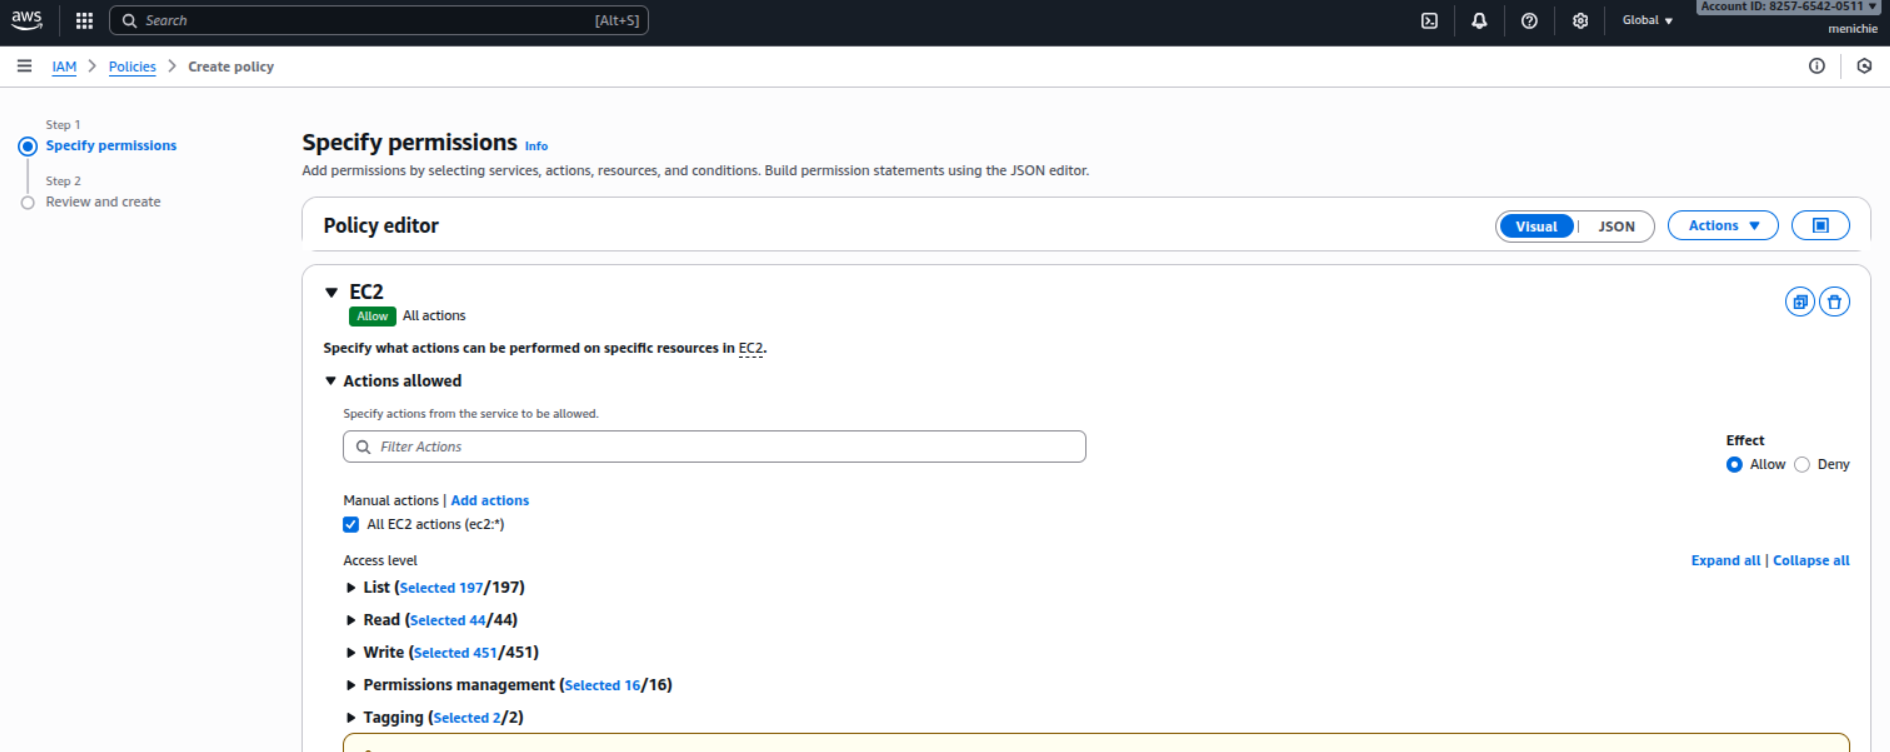 aws
Search [Alt+S]
Global
Account ID: 8257-6542-0511
menichie
IAM > Policies > Create policy
Step 1
Specify permissions
Step 2
Review and create
Specify permissions Info
Add permissions by selecting services, actions, resources, and conditions. Build permission statements using the JSON editor.
Policy editor
Visual | JSON
Actions
EC2
Allow All actions
Specify what actions can be performed on specific resources in EC2.
Actions allowed
Specify actions from the service to be allowed.
Filter Actions
Effect
Allow Deny
Manual actions | Add actions
All EC2 actions (ec2:*)
Access level
Expand all | Collapse all
List (Selected 197/197)
Read (Selected 44/44)
Write (Selected 451/451)
Permissions management (Selected 16/16)
Tagging (Selected 2/2)